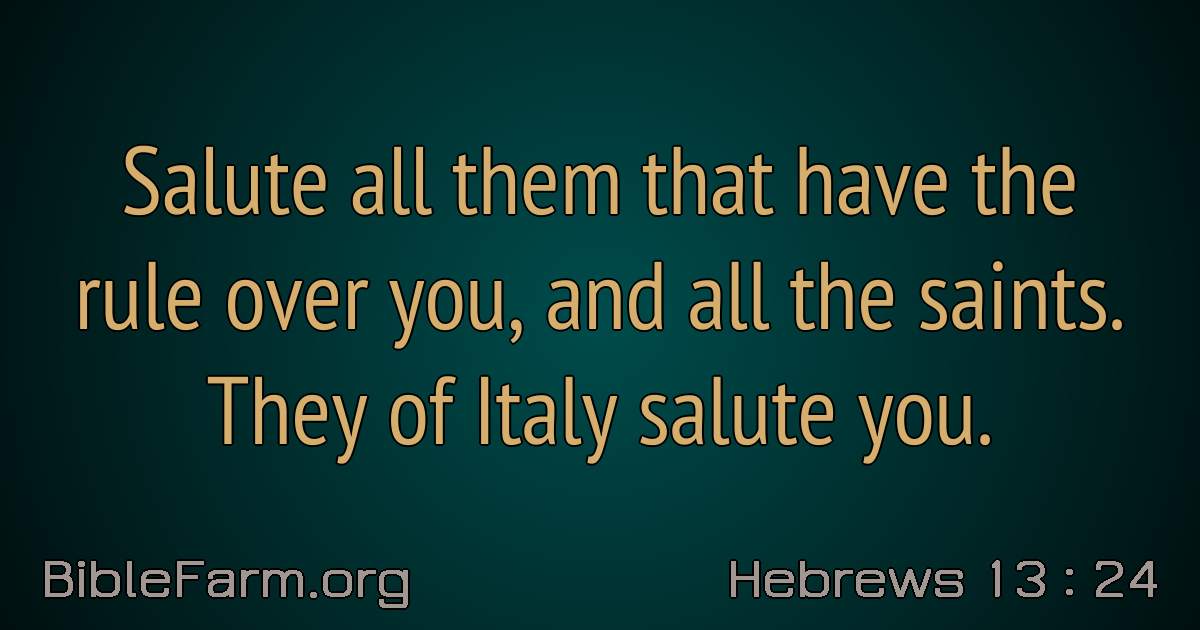 Salute all them that have the
rule over you, and all the saints.
They of Italy salute you.
BibleFarm.org
Hebrews 13 : 24